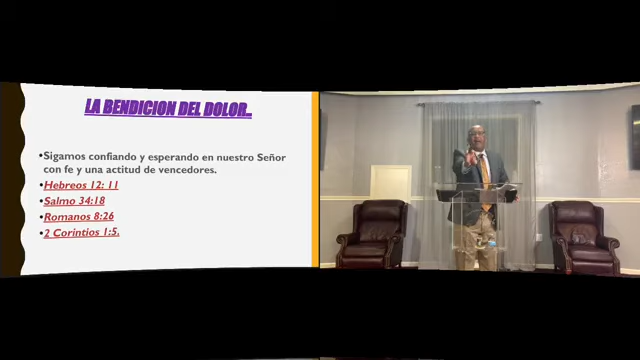 LA BENDICION DEL DOLOR..
•Sigamos confiando y esperando en nuestro Señor
con fe y una actitud de vencedores.
•Hebreos 12: 11
•Salmo 34:18
•Romanos 8:26
•2 Corintios 1:5.